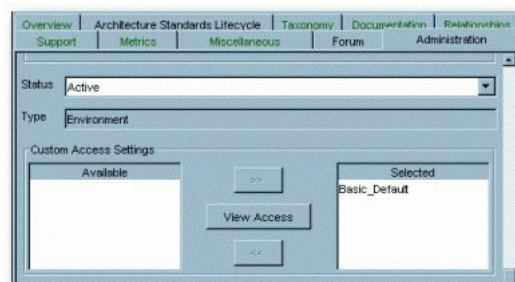 Overview Architecture Standards Lifecycle Taxonomy Documentation Relationships
Support Metrics Miscellaneous Forum Administration
Status Active
Type Environment
Custom Access Settings
Available Selected
>> Basic_Default
View Access
<<